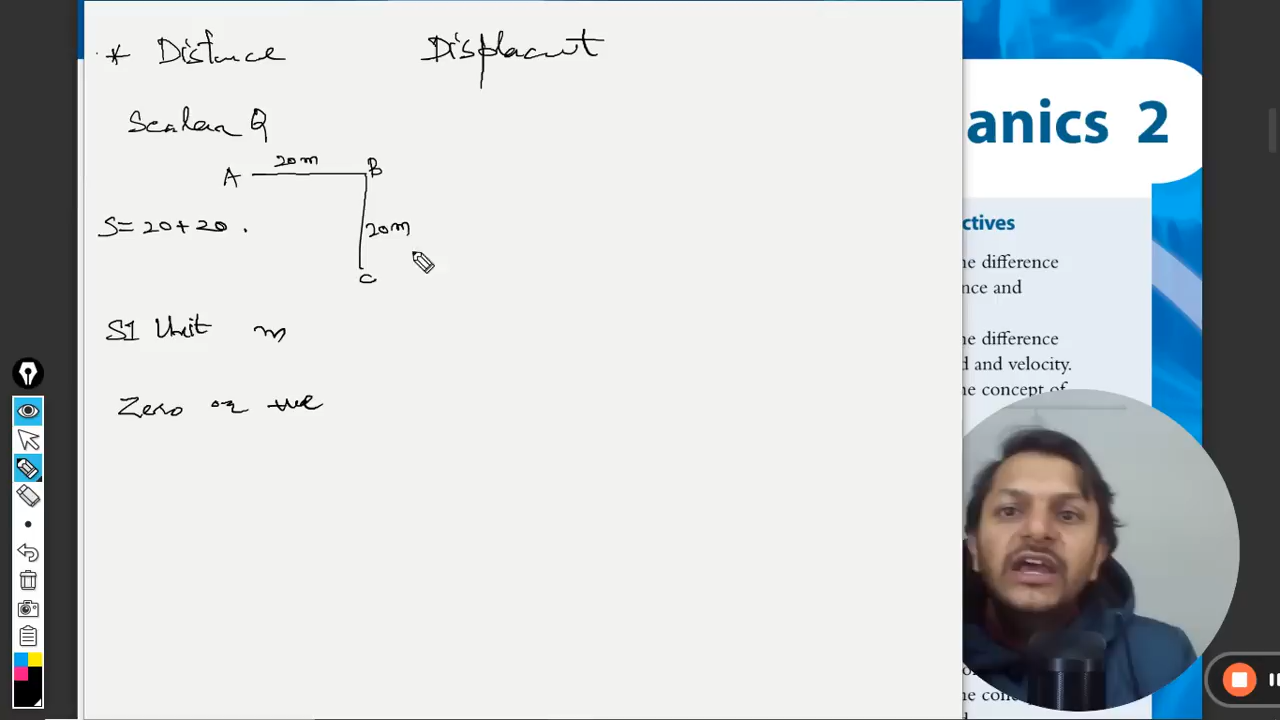 * Distance Displacnt
Scalar Q
A 20m B
S = 20 + 20 .
20m
C
SI Unit m
Zero or +ve
anics 2
ctives
he difference
nce and
he difference
d and velocity.
he concept of